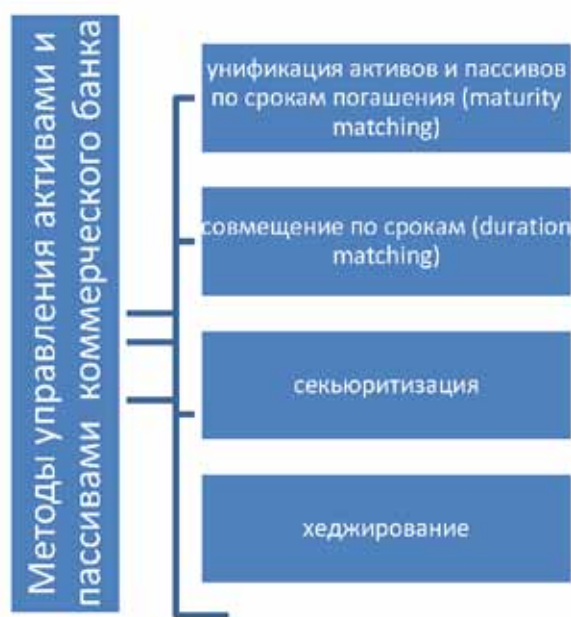 Методы управления активами и
пассивами коммерческого банка
унификация активов и пассивов
по срокам погашения (maturity
matching)
совмещение по срокам (duration
matching)
секьюритизация
хеджирование